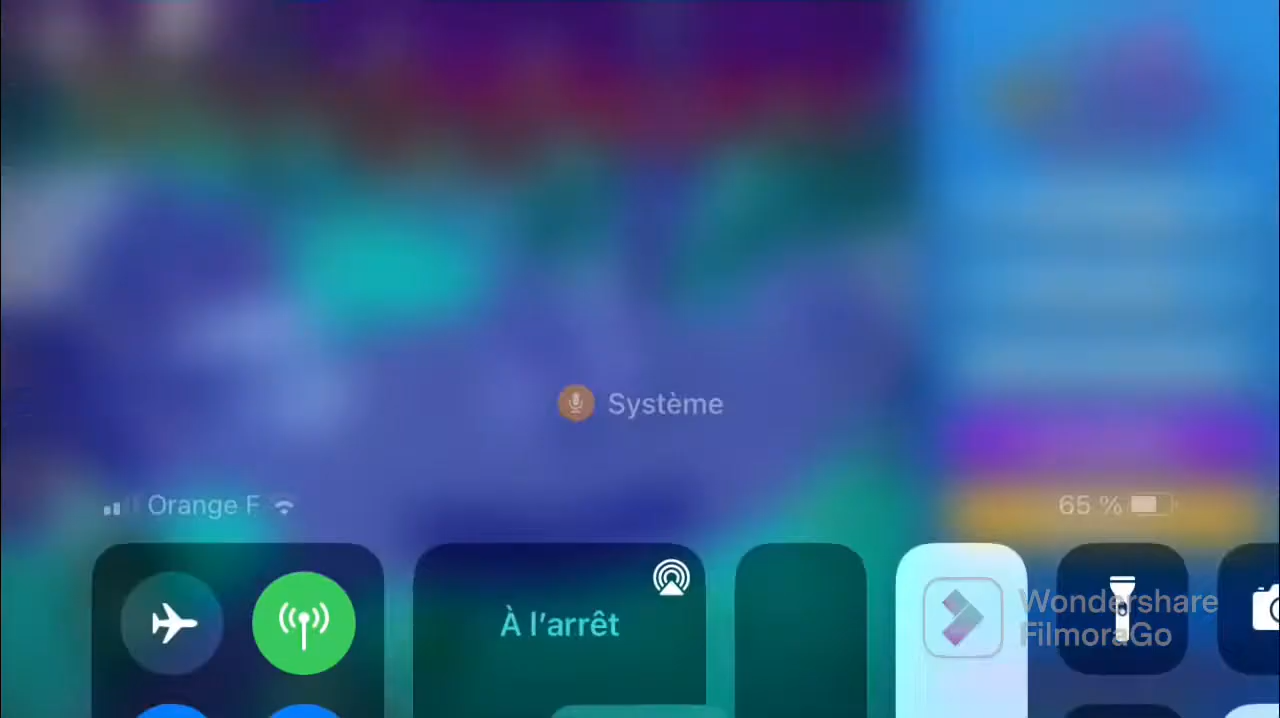 Système
Orange F
65 %
À l’arrêt
Wondershare
FilmoraGo